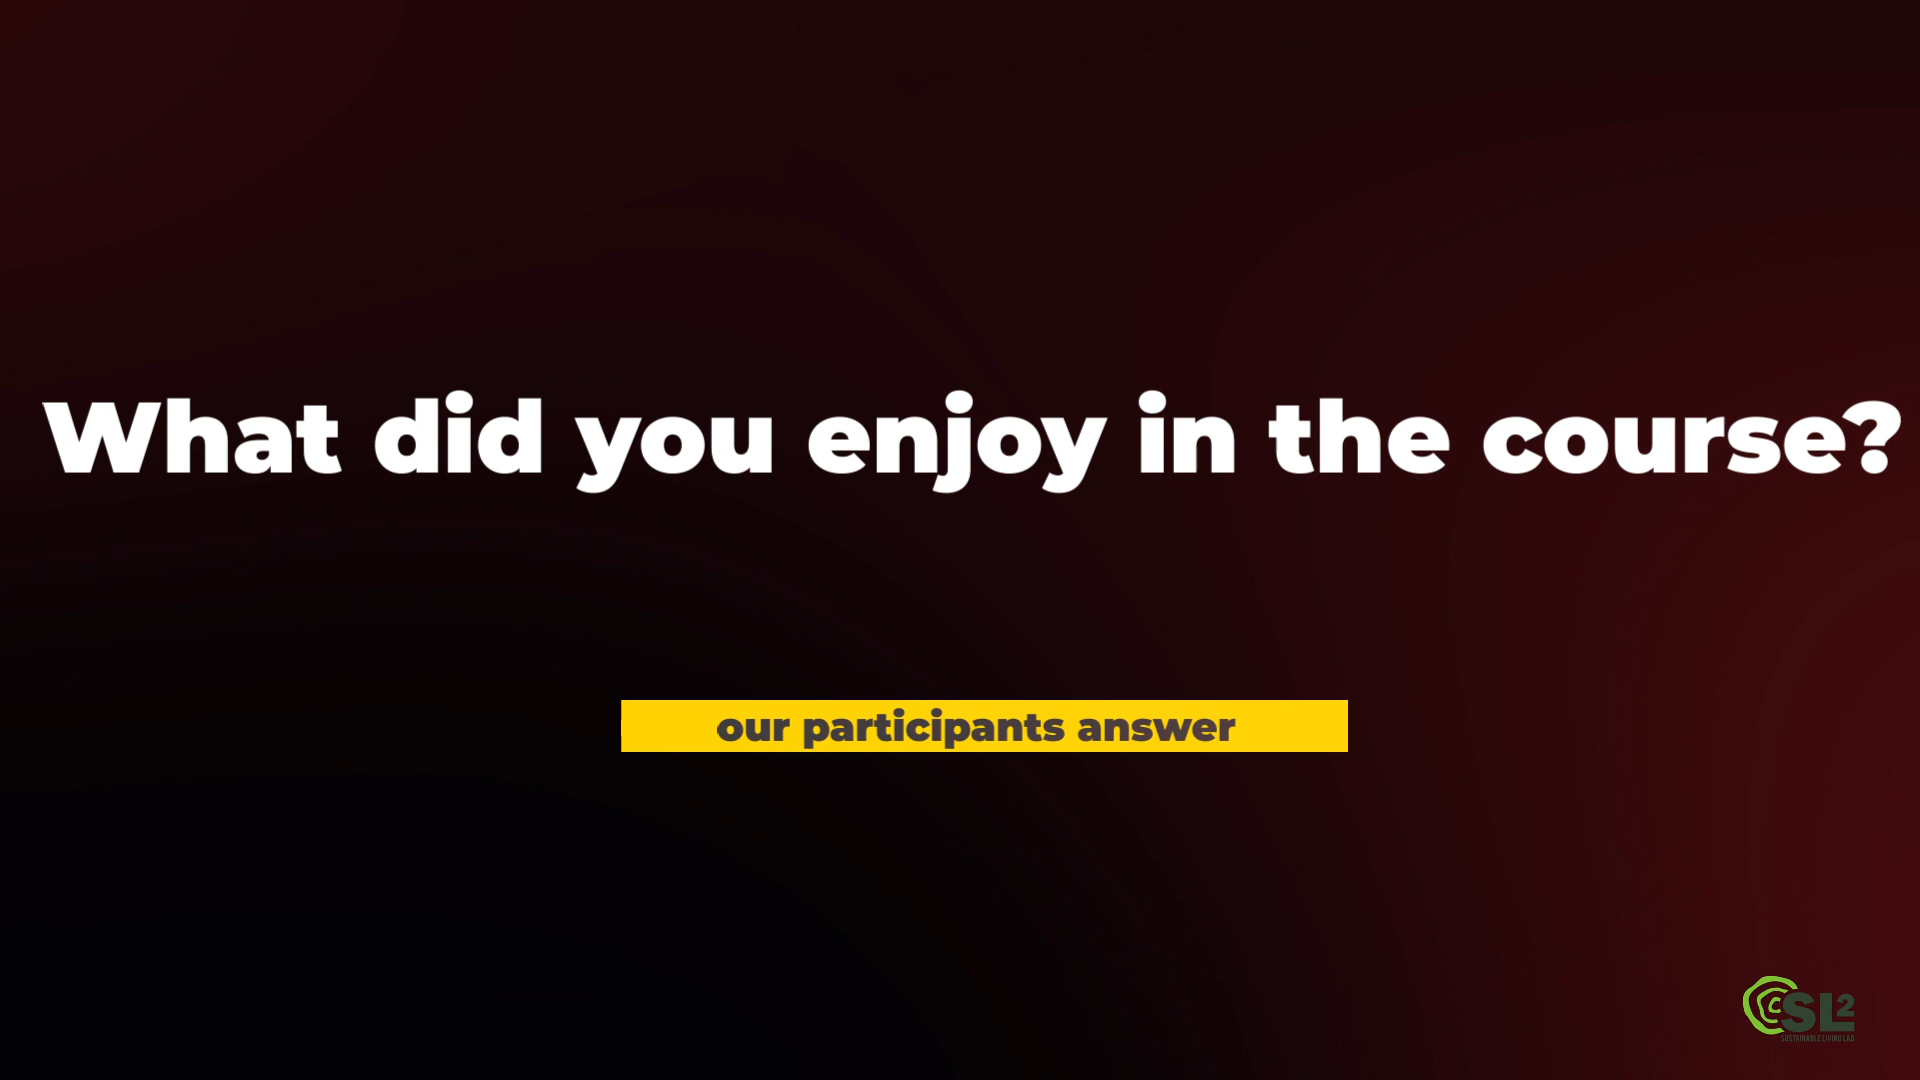 What did you enjoy in the course?
our participants answer
SL2
SUSTAINABLE LIVING LAB